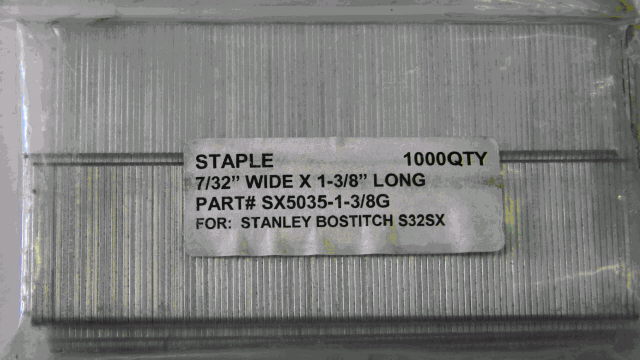 STAPLE 1000QTY
7/32” WIDE X 1-3/8” LONG
PART# SX5035-1-3/8G
FOR: STANLEY BOSTITCH S32SX